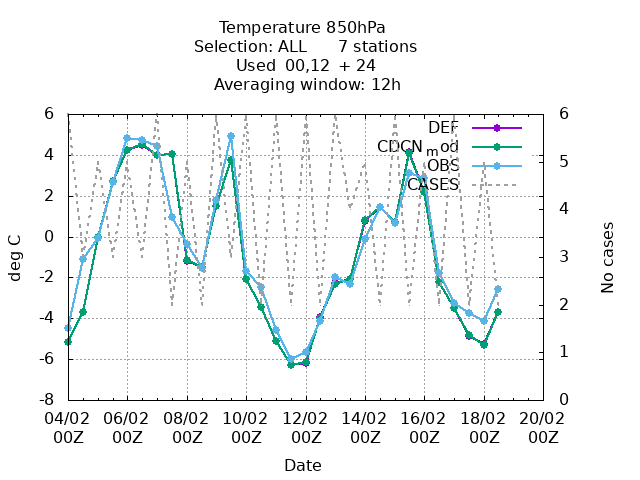 Temperature 850hPa
Selection: ALL 7 stations
Used 00,12 + 24
Averaging window: 12h
DEF
CDCN_mod
OBS
CASES
deg C
No cases
6
4
2
0
-2
-4
-6
-8
6
5
4
3
2
1
0
04/02 06/02 08/02 10/02 12/02 14/02 16/02 18/02 20/02
00Z 00Z 00Z 00Z 00Z 00Z 00Z 00Z 00Z
Date